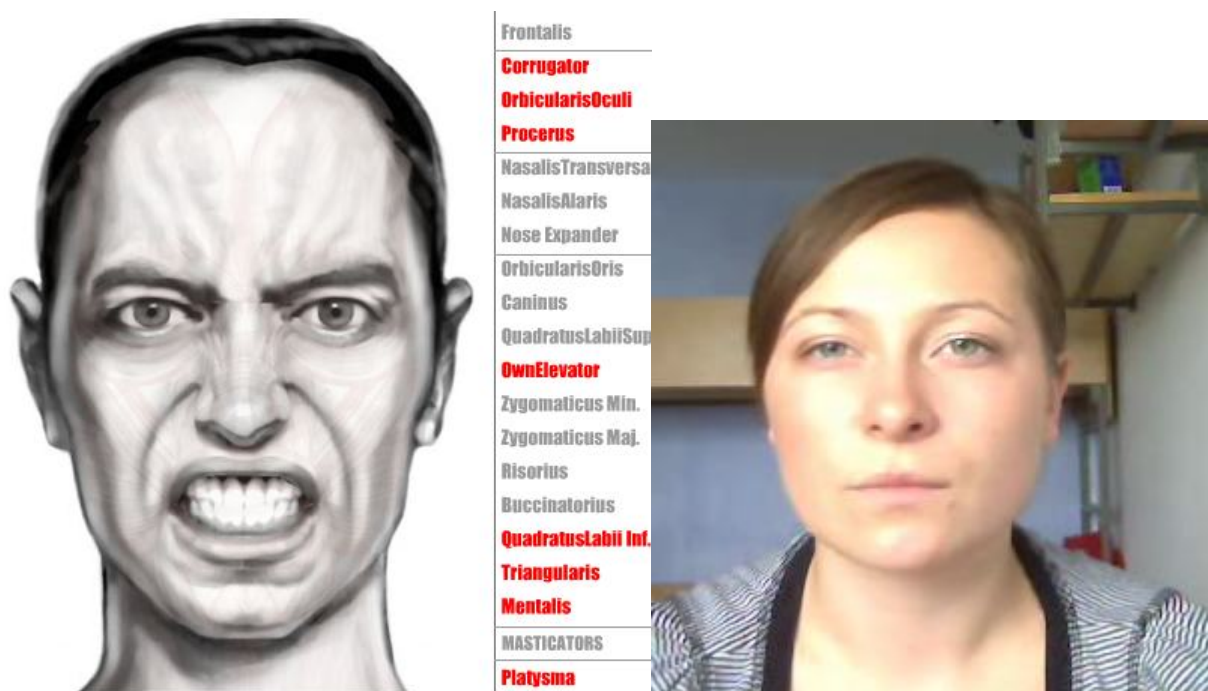 Frontalis
Corrugator
OrbicularisOculi
Procerus
NasalisTransversa
NasalisAlaris
Nose Expander
OrbicularisOris
Caninus
QuadratusLabiiSup
OwnElevator
Zygomaticus Min.
Zygomaticus Maj.
Risorius
Buccinatorius
QuadratusLabii Inf.
Triangularis
Mentalis
MASTICATORS
Platysma